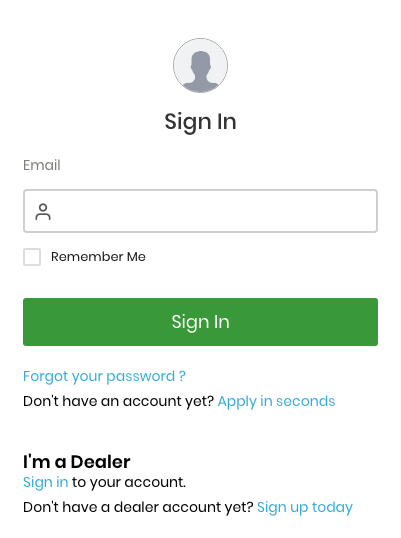 Sign In
Email
Remember Me
Sign In
Forgot your password ?
Don't have an account yet? Apply in seconds
I'm a Dealer
Sign in to your account.
Don't have a dealer account yet? Sign up today